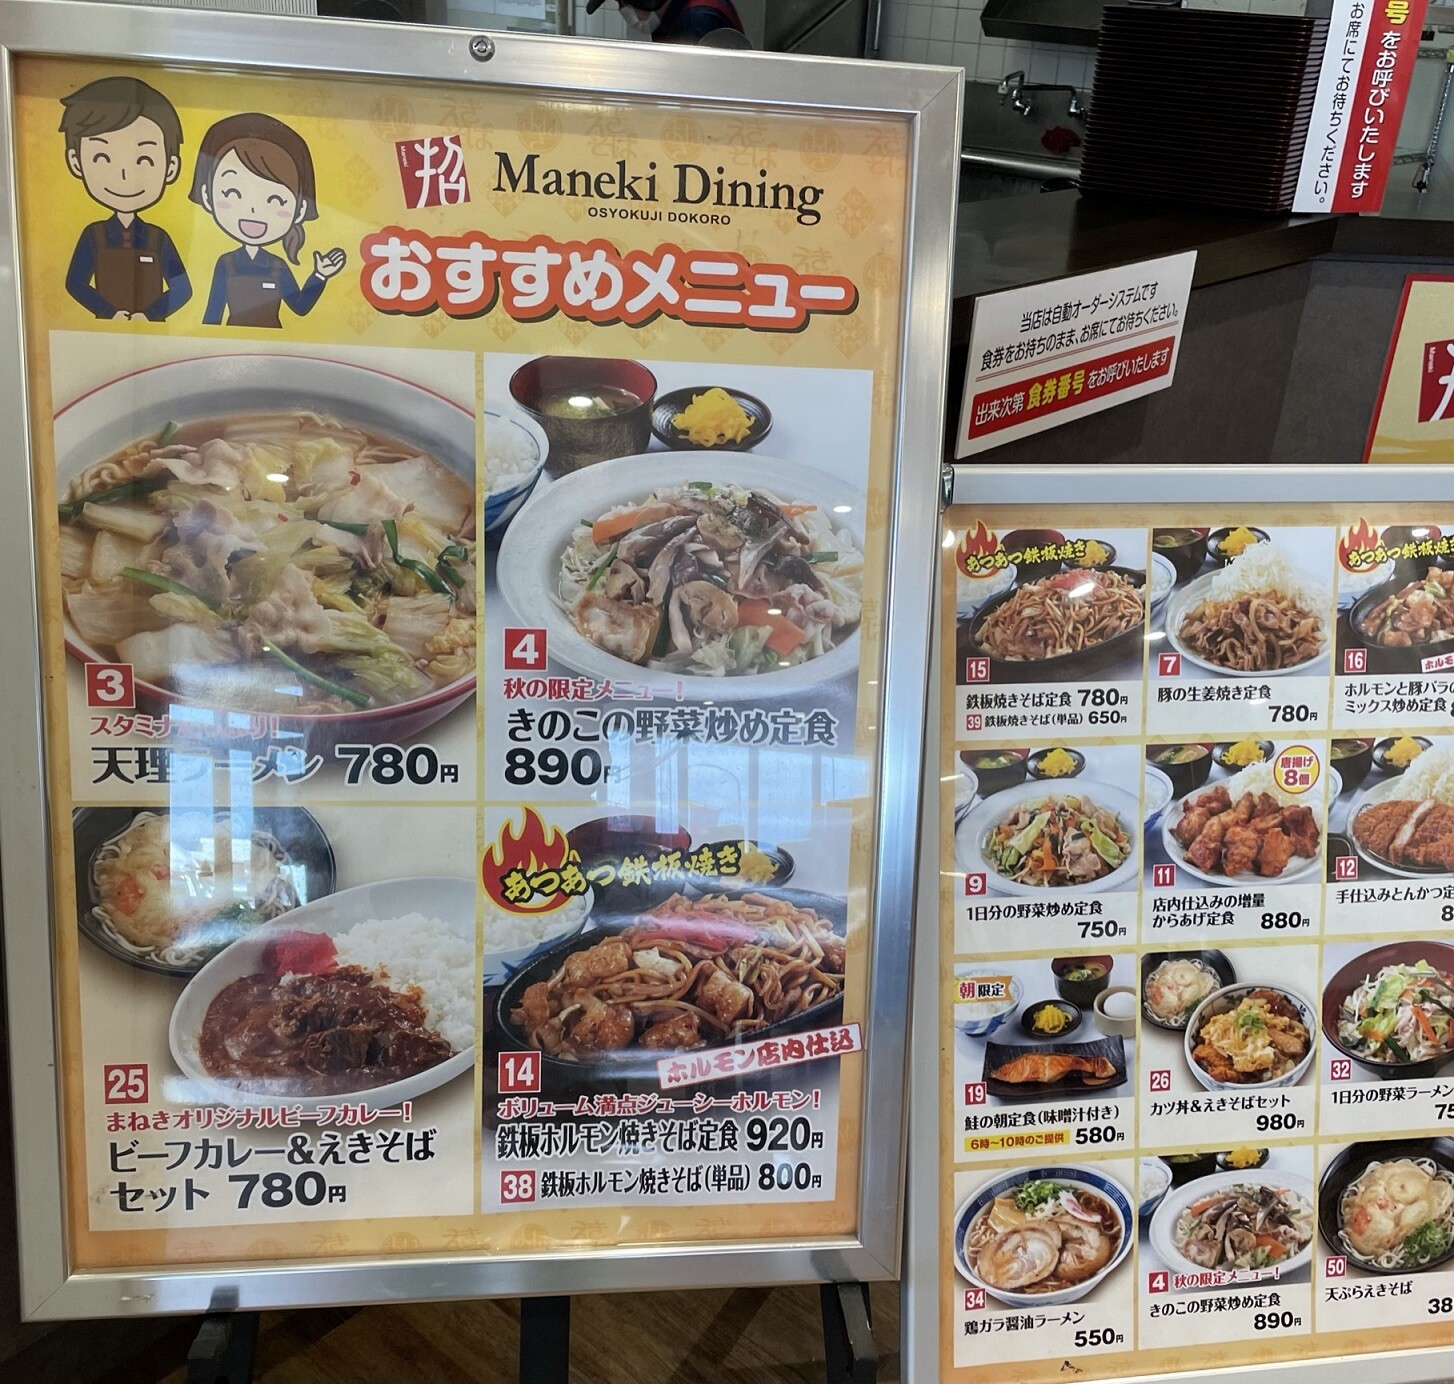 招
Maneki
Maneki Dining
OSYOKUJI DOKORO
おすすめメニュー
3
天理ラーメン 780円
4
秋の限定メニュー!
きのこの野菜炒め定食
890円
25
まねきオリジナルビーフカレー!
ビーフカレー&えきそば
セット 780円
あつあつ鉄板焼き
ホルモン店内仕込
14
ボリューム満点ジューシーホルモン!
鉄板ホルモン焼きそば定食 920円
38 鉄板ホルモン焼きそば(単品) 800円
号をお呼びいたします
お席にてお待ちください。
当店は自動オーダーシステムです
食券をお持ちのまま、お席にてお待ちください。
出来次第 食券番号 をお呼びいたします
あつあつ鉄板焼き
15
鉄板焼きそば定食 780円
39 鉄板焼きそば(単品) 650円
7
豚の生姜焼き定食
780円
あつあつ鉄板焼
16
ホルモ
ホルモンと豚バラの
ミックス炒め定食
9
1日分の野菜炒め定食
750円
唐揚げ
8個
11
店内仕込みの増量
からあげ定食 880円
12
手仕込みとんかつ定
8
朝限定
19
鮭の朝定食(味噌汁付き)
6時〜10時のご提供 580円
26
カツ丼&えきそばセット
980円
32
1日分の野菜ラーメン
75
34
鶏ガラ醤油ラーメン
550円
4 秋の限定メニュー!
きのこの野菜炒め定食
890円
50
天ぷらえきそば
38